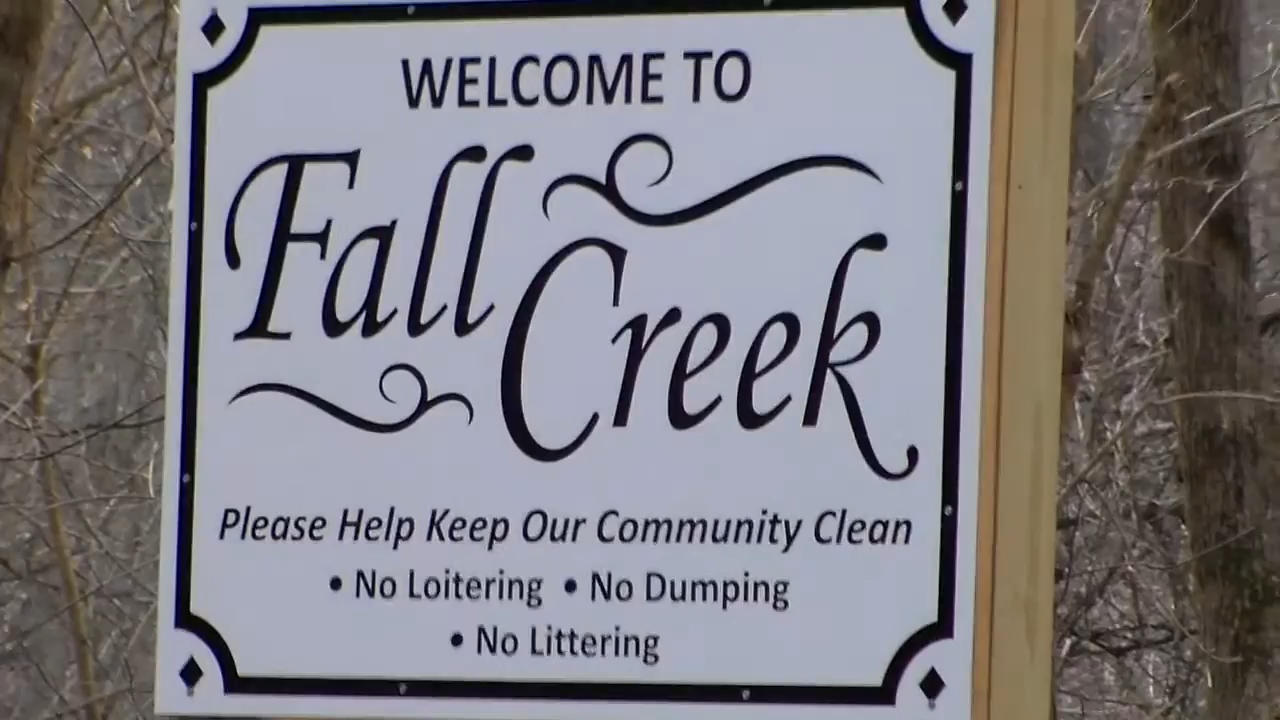 WELCOME TO
Fall
Creek
Please Help Keep Our Community Clean
• No Loitering • No Dumping
• No Littering